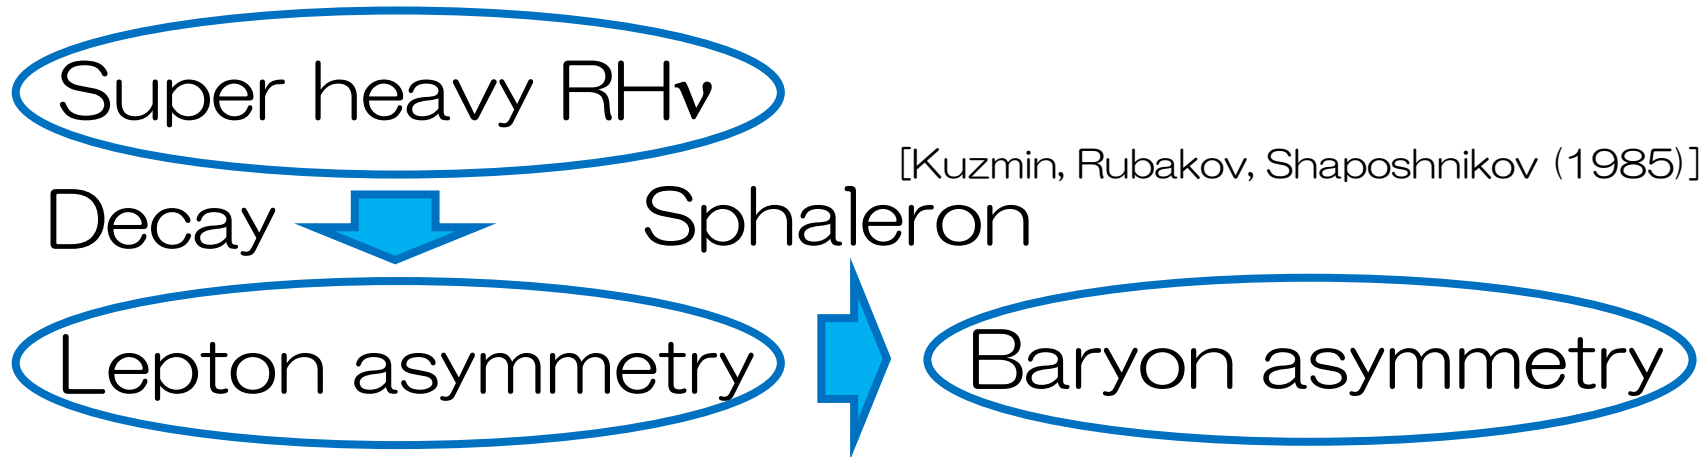 Super heavy RHν
[Kuzmin, Rubakov, Shaposhnikov (1985)]
Decay
Sphaleron
Lepton asymmetry
Baryon asymmetry